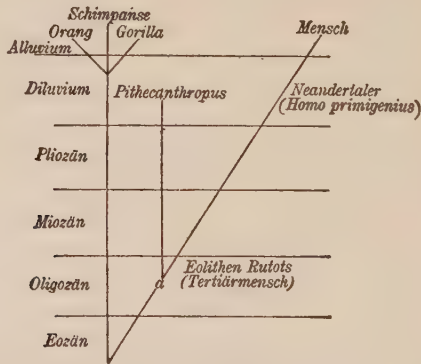 Schimpanse
Orang Gorilla
Mensch
Alluvium
Diluvium
Pithecanthropus
Neandertaler
(Homo primigenius)
Pliozän
Miozän
Eolithen Rutots
(Tertiärmensch)
Oligozän
a
Eozän